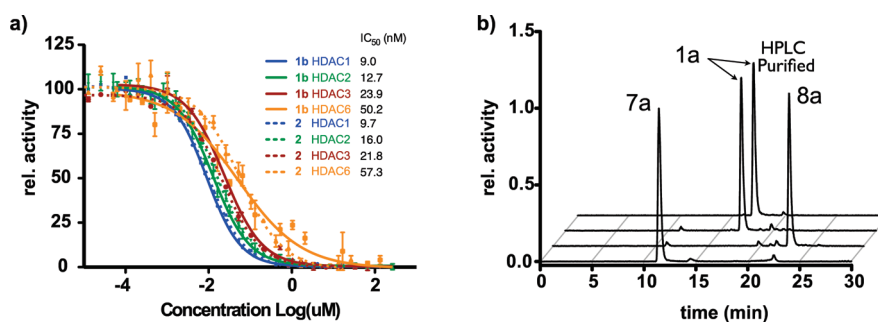 a)
IC50 (nM)
1b HDAC1 9.0
1b HDAC2 12.7
1b HDAC3 23.9
1b HDAC6 50.2
2 HDAC1 9.7
2 HDAC2 16.0
2 HDAC3 21.8
2 HDAC6 57.3
125
100
75
50
25
0
rel. activity
-4 -2 0 2
Concentration Log(uM)
b)
1.5
1.0
0.5
0.0
rel. activity
7a
1a
HPLC
Purified
8a
0 5 10 15 20 25 30
time (min)